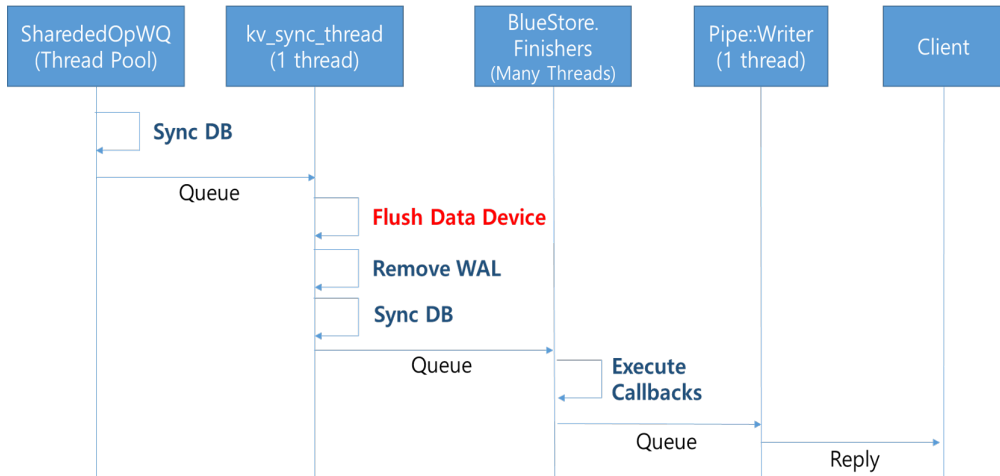 SharededOpWQ
(Thread Pool)
kv_sync_thread
(1 thread)
BlueStore.
Finishers
(Many Threads)
Pipe::Writer
(1 thread)
Client
Sync DB
Queue
Flush Data Device
Remove WAL
Sync DB
Queue
Execute
Callbacks
Queue
Reply